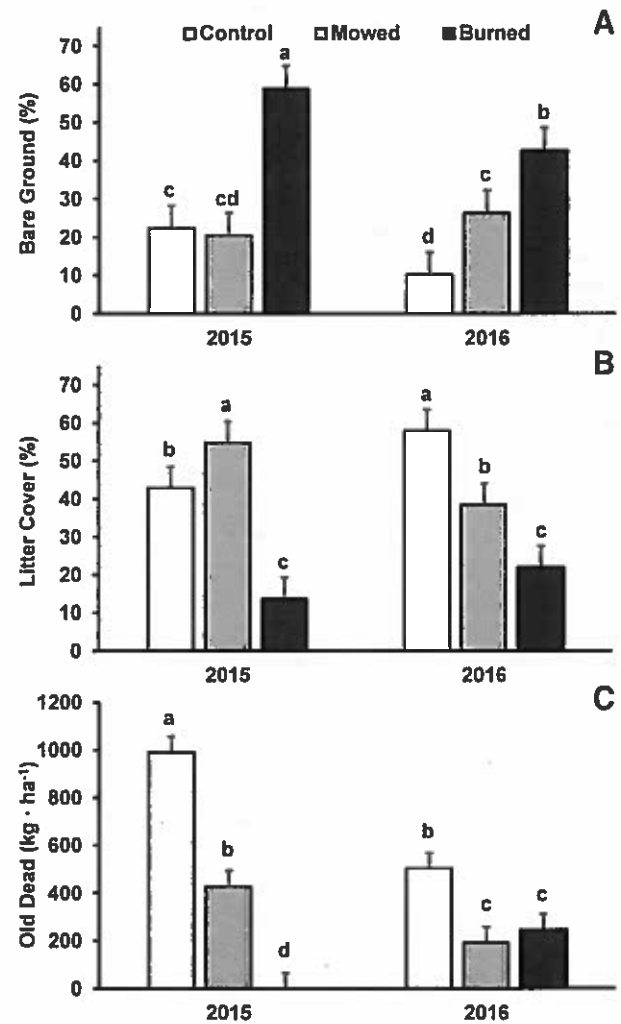 Control Mowed Burned A
Bare Ground (%)
70
60
50
40
30
20
10
0
c cd a d c b
2015 2016
B
Litter Cover (%)
70
60
50
40
30
20
10
0
b a c a b c
2015 2016
C
Old Dead (kg · ha⁻¹)
1200
1000
800
600
400
200
0
a b d b c c
2015 2016